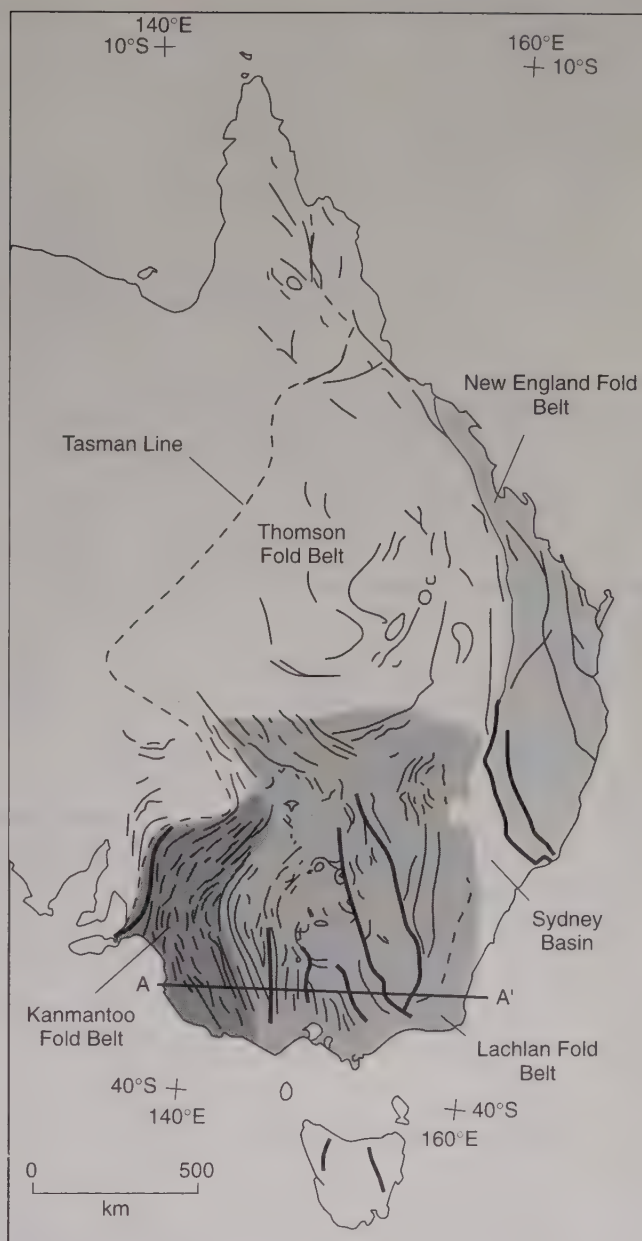 140°E
10°S
160°E
10°S
New England Fold
Belt
Tasman Line
Thomson
Fold Belt
Sydney
Basin
A
A'
Kanmantoo
Fold Belt
Lachlan Fold
Belt
40°S
140°E
40°S
160°E
0
500
km